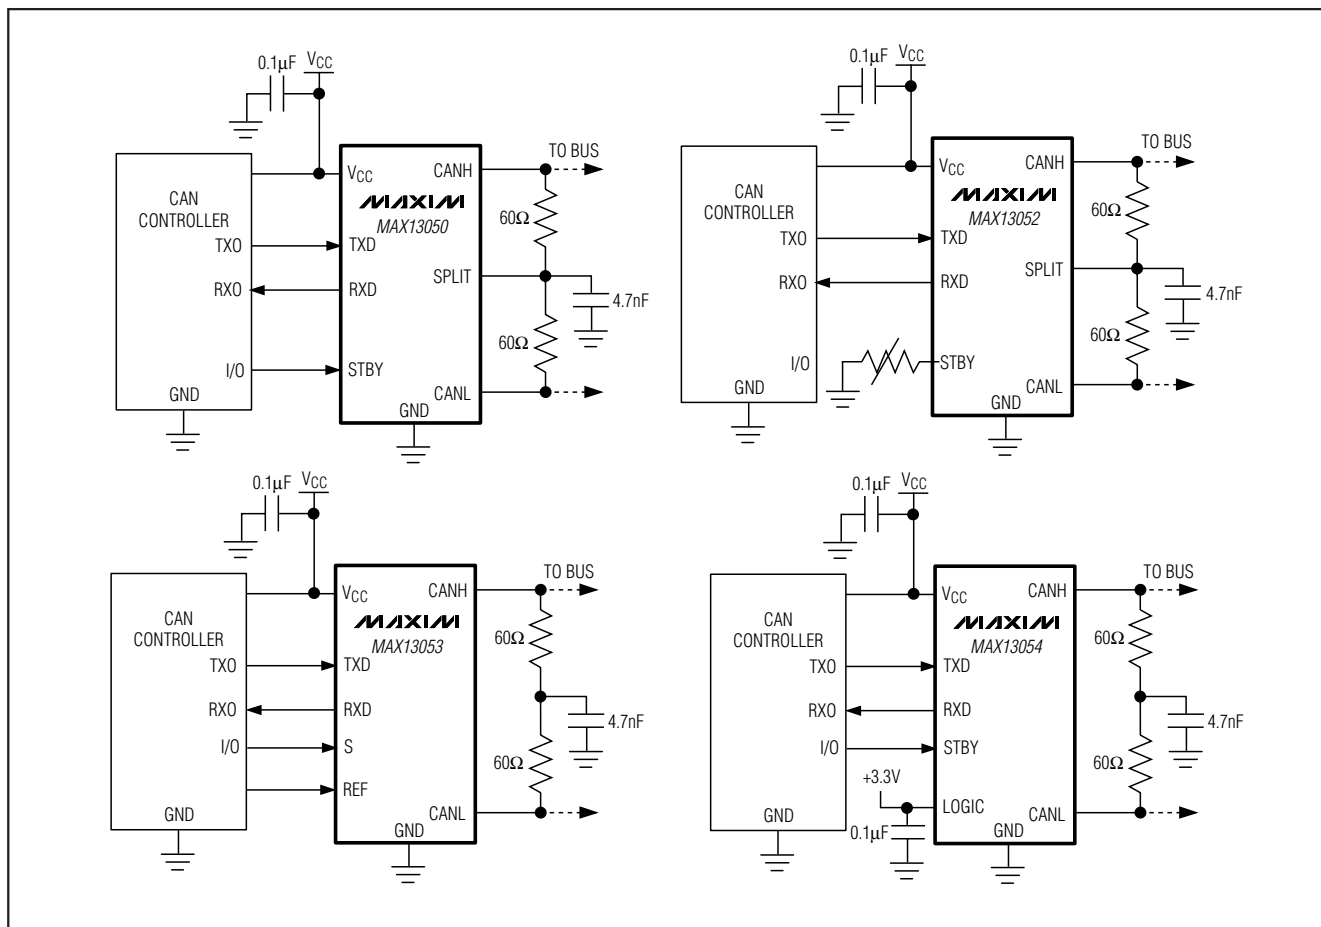 0.1µF
VCC
CAN
CONTROLLER
TXO
RXO
I/O
GND
VCC
MAXIM
MAX13050
TXD
RXD
STBY
GND
CANH
SPLIT
CANL
TO BUS
60Ω
60Ω
4.7nF
0.1µF
VCC
CAN
CONTROLLER
TXO
RXO
I/O
GND
VCC
MAXIM
MAX13052
TXD
RXD
STBY
GND
CANH
SPLIT
CANL
TO BUS
60Ω
60Ω
4.7nF
0.1µF
VCC
CAN
CONTROLLER
TXO
RXO
I/O
GND
VCC
MAXIM
MAX13053
TXD
RXD
S
REF
GND
CANH
CANL
TO BUS
60Ω
60Ω
4.7nF
0.1µF
VCC
CAN
CONTROLLER
TXO
RXO
I/O
GND
+3.3V
0.1µF
VCC
MAXIM
MAX13054
TXD
RXD
STBY
LOGIC
GND
CANH
CANL
TO BUS
60Ω
60Ω
4.7nF